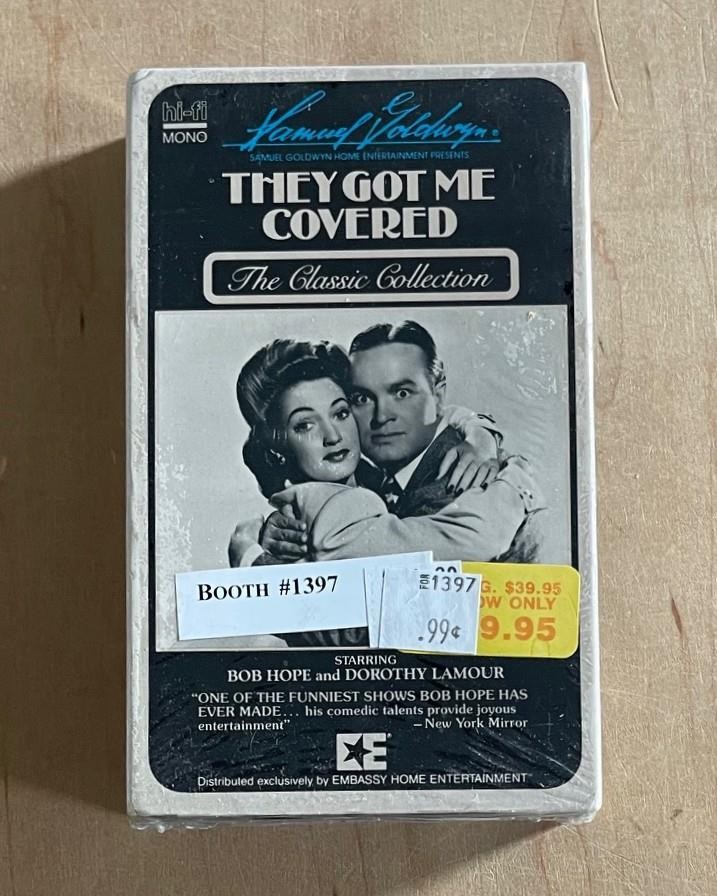 hi-fi
MONO
Samuel Goldwyn®
SAMUEL GOLDWYN HOME ENTERTAINMENT PRESENTS
THEY GOT ME
COVERED
The Classic Collection
BOOTH #1397
FOR 1397
.99¢
G. $39.95
OW ONLY
9.95
STARRING
BOB HOPE and DOROTHY LAMOUR
“ONE OF THE FUNNIEST SHOWS BOB HOPE HAS
EVER MADE... his comedic talents provide joyous
entertainment” – New York Mirror
E
Distributed exclusively by EMBASSY HOME ENTERTAINMENT